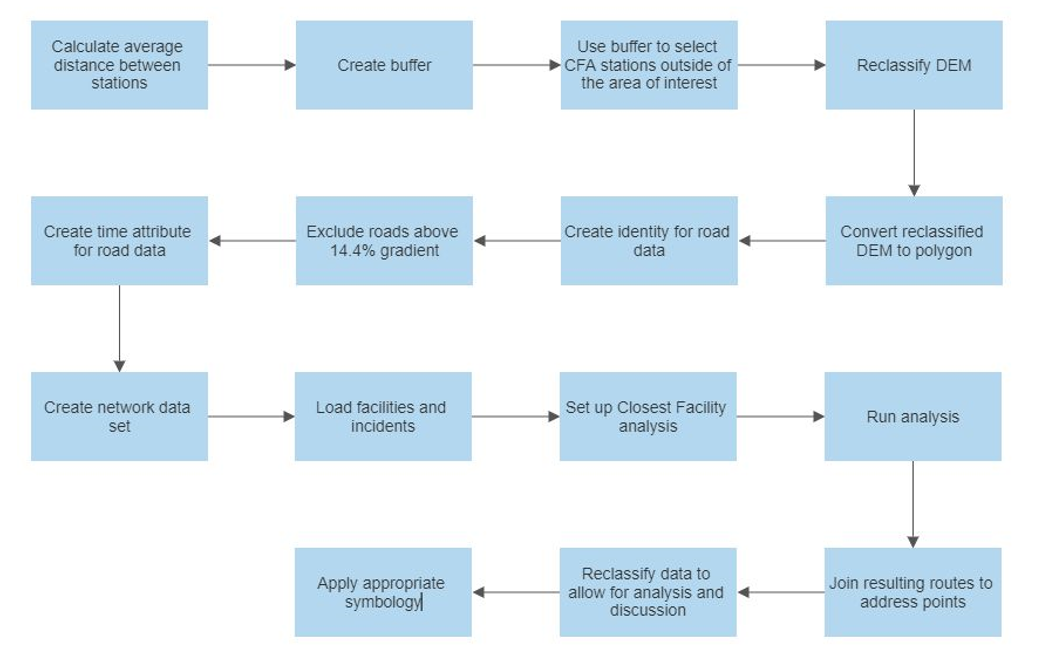 Calculate average
distance between
stations
Create buffer
Use buffer to select
CFA stations outside of
the area of interest
Reclassify DEM
Convert reclassified
DEM to polygon
Create identity for road
data
Exclude roads above
14.4% gradient
Create time attribute
for road data
Create network data
set
Load facilities and
incidents
Set up Closest Facility
analysis
Run analysis
Join resulting routes to
address points
Reclassify data to
allow for analysis and
discussion
Apply appropriate
symbology